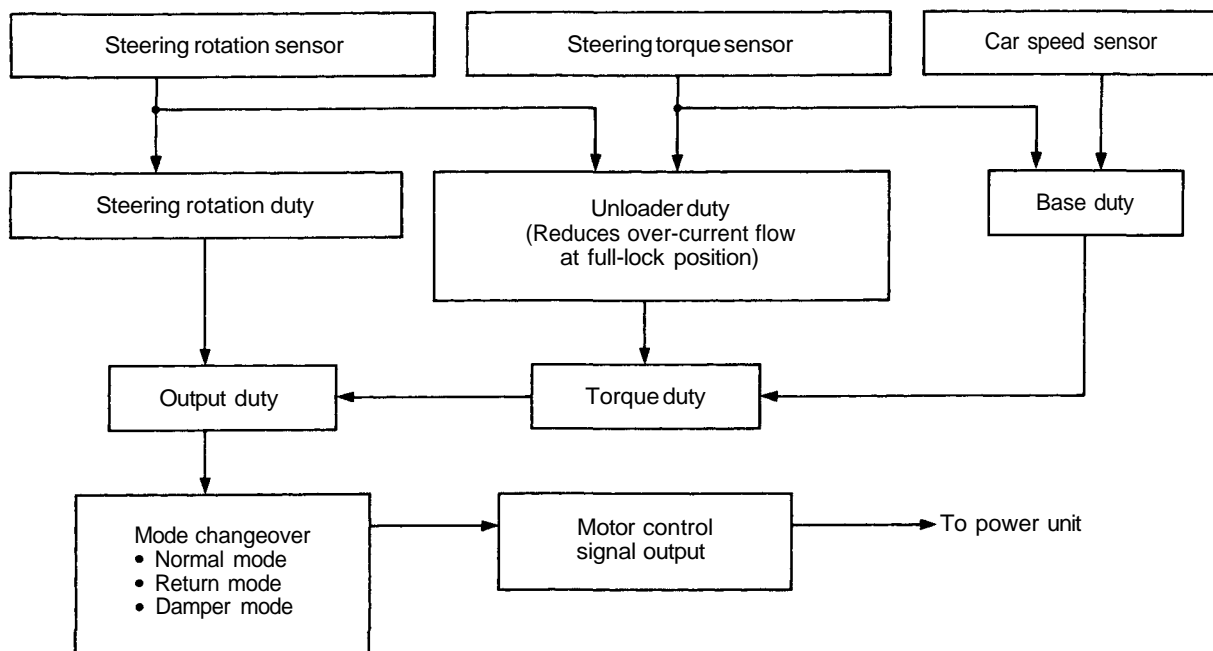 Steering rotation sensor
Steering torque sensor
Car speed sensor
Steering rotation duty
Unloader duty
(Reduces over-current flow
at full-lock position)
Base duty
Output duty
Torque duty
Mode changeover
• Normal mode
• Return mode
• Damper mode
Motor control
signal output
To power unit